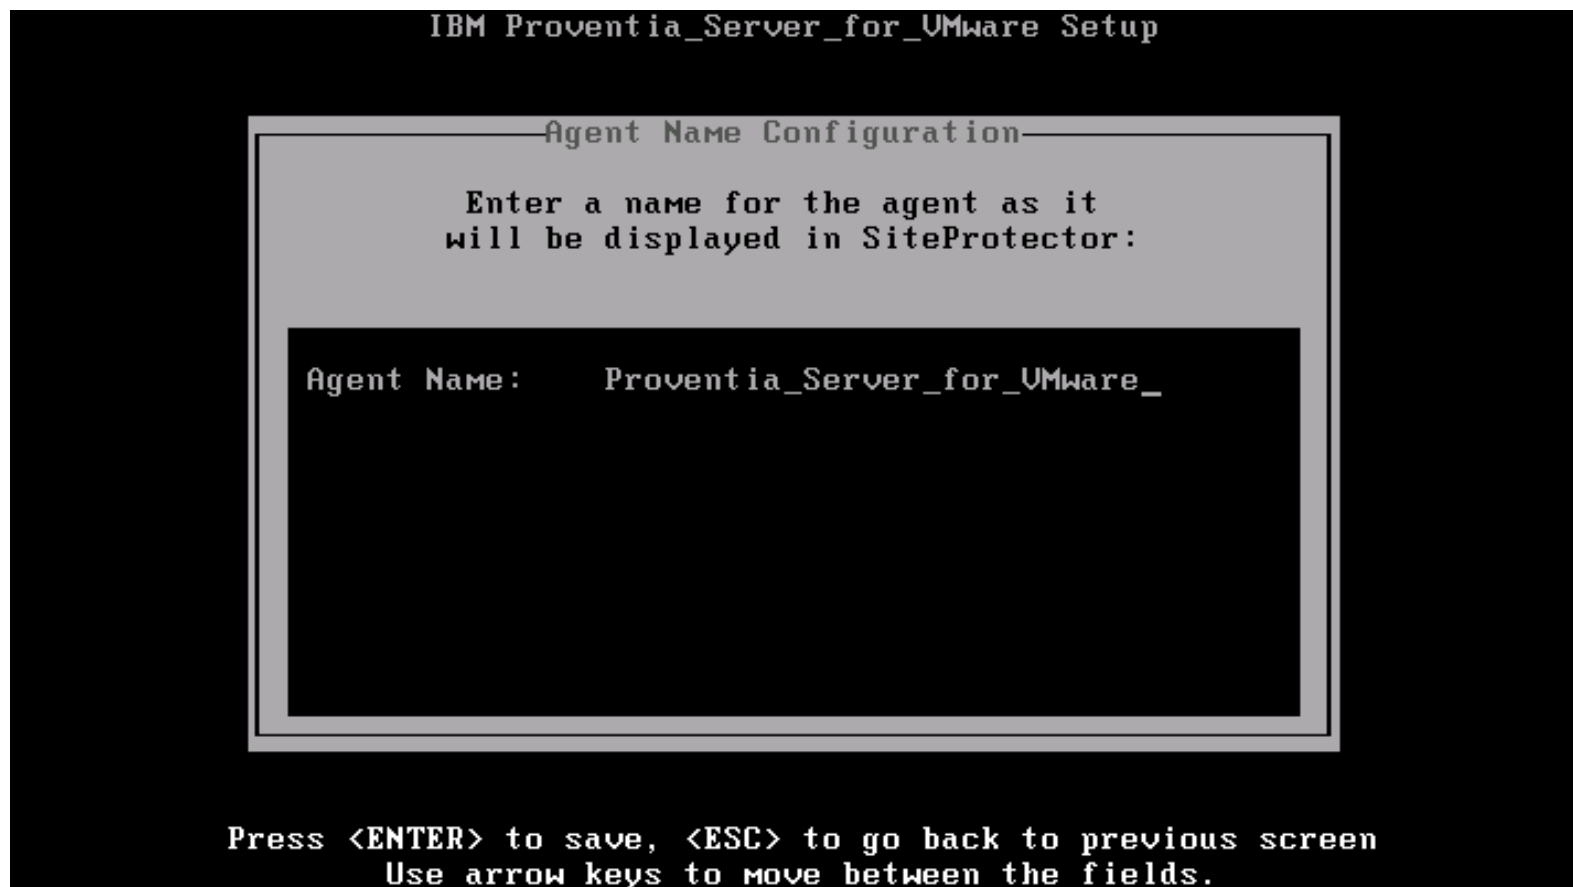 IBM Proventia_Server_for_VMware Setup
Agent Name Configuration
Enter a name for the agent as it
will be displayed in SiteProtector:
Agent Name: Proventia_Server_for_VMware_
Press <ENTER> to save, <ESC> to go back to previous screen
Use arrow keys to move between the fields.